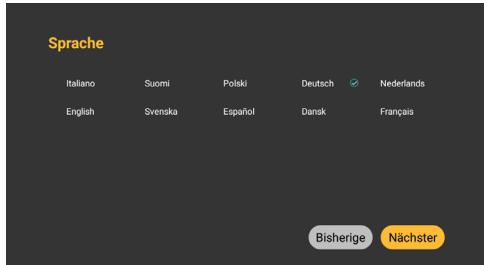 Sprache
Italiano Suomi Polski Deutsch Nederlands
English Svenska Español Dansk Français
Bisherige Nächster